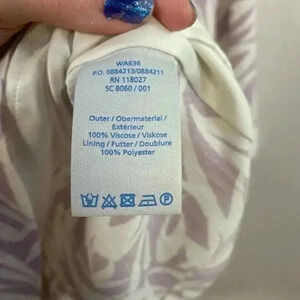 WA636
P.O. 0884213/0884211
RN 118027
SC 8060 / 001
Outer / Obermaterial /
Extérieur
100% Viscose / Viskose
Lining / Futter / Doublure
100% Polyester
P